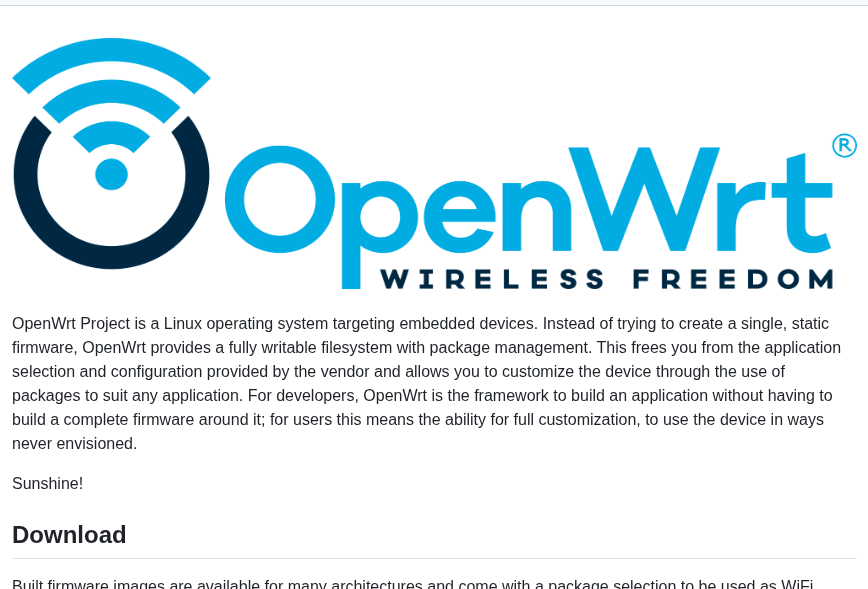 OpenWrt®
WIRELESS FREEDOM
OpenWrt Project is a Linux operating system targeting embedded devices. Instead of trying to create a single, static
firmware, OpenWrt provides a fully writable filesystem with package management. This frees you from the application
selection and configuration provided by the vendor and allows you to customize the device through the use of
packages to suit any application. For developers, OpenWrt is the framework to build an application without having to
build a complete firmware around it; for users this means the ability for full customization, to use the device in ways
never envisioned.
Sunshine!
Download
Built firmware images are available for many architectures and come with a package selection to be used as WiFi